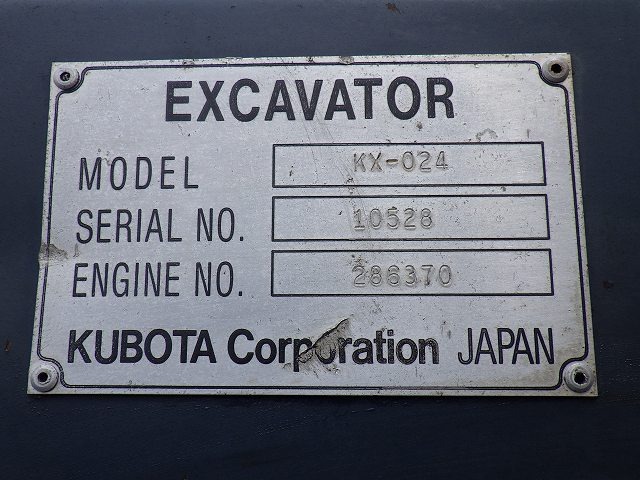 EXCAVATOR
MODEL KX-024
SERIAL NO. 10528
ENGINE NO. 286370
KUBOTA Corporation JAPAN